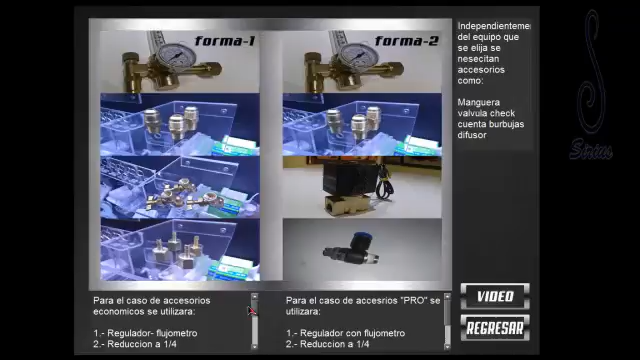 forma-1
forma-2
Independienteme
del equipo que
se elija se
nesecitan
accesorios
como:
Manguera
valvula check
cuenta burbujas
difusor
Sirius
Para el caso de accesorios
economicos se utilizara:
1.- Regulador- flujometro
2.- Reduccion a 1/4
Para el caso de accesrios "PRO" se
utilizara:
1.- Regulador con flujometro
2.- Reduccion a 1/4
VIDEO
REGRESAR